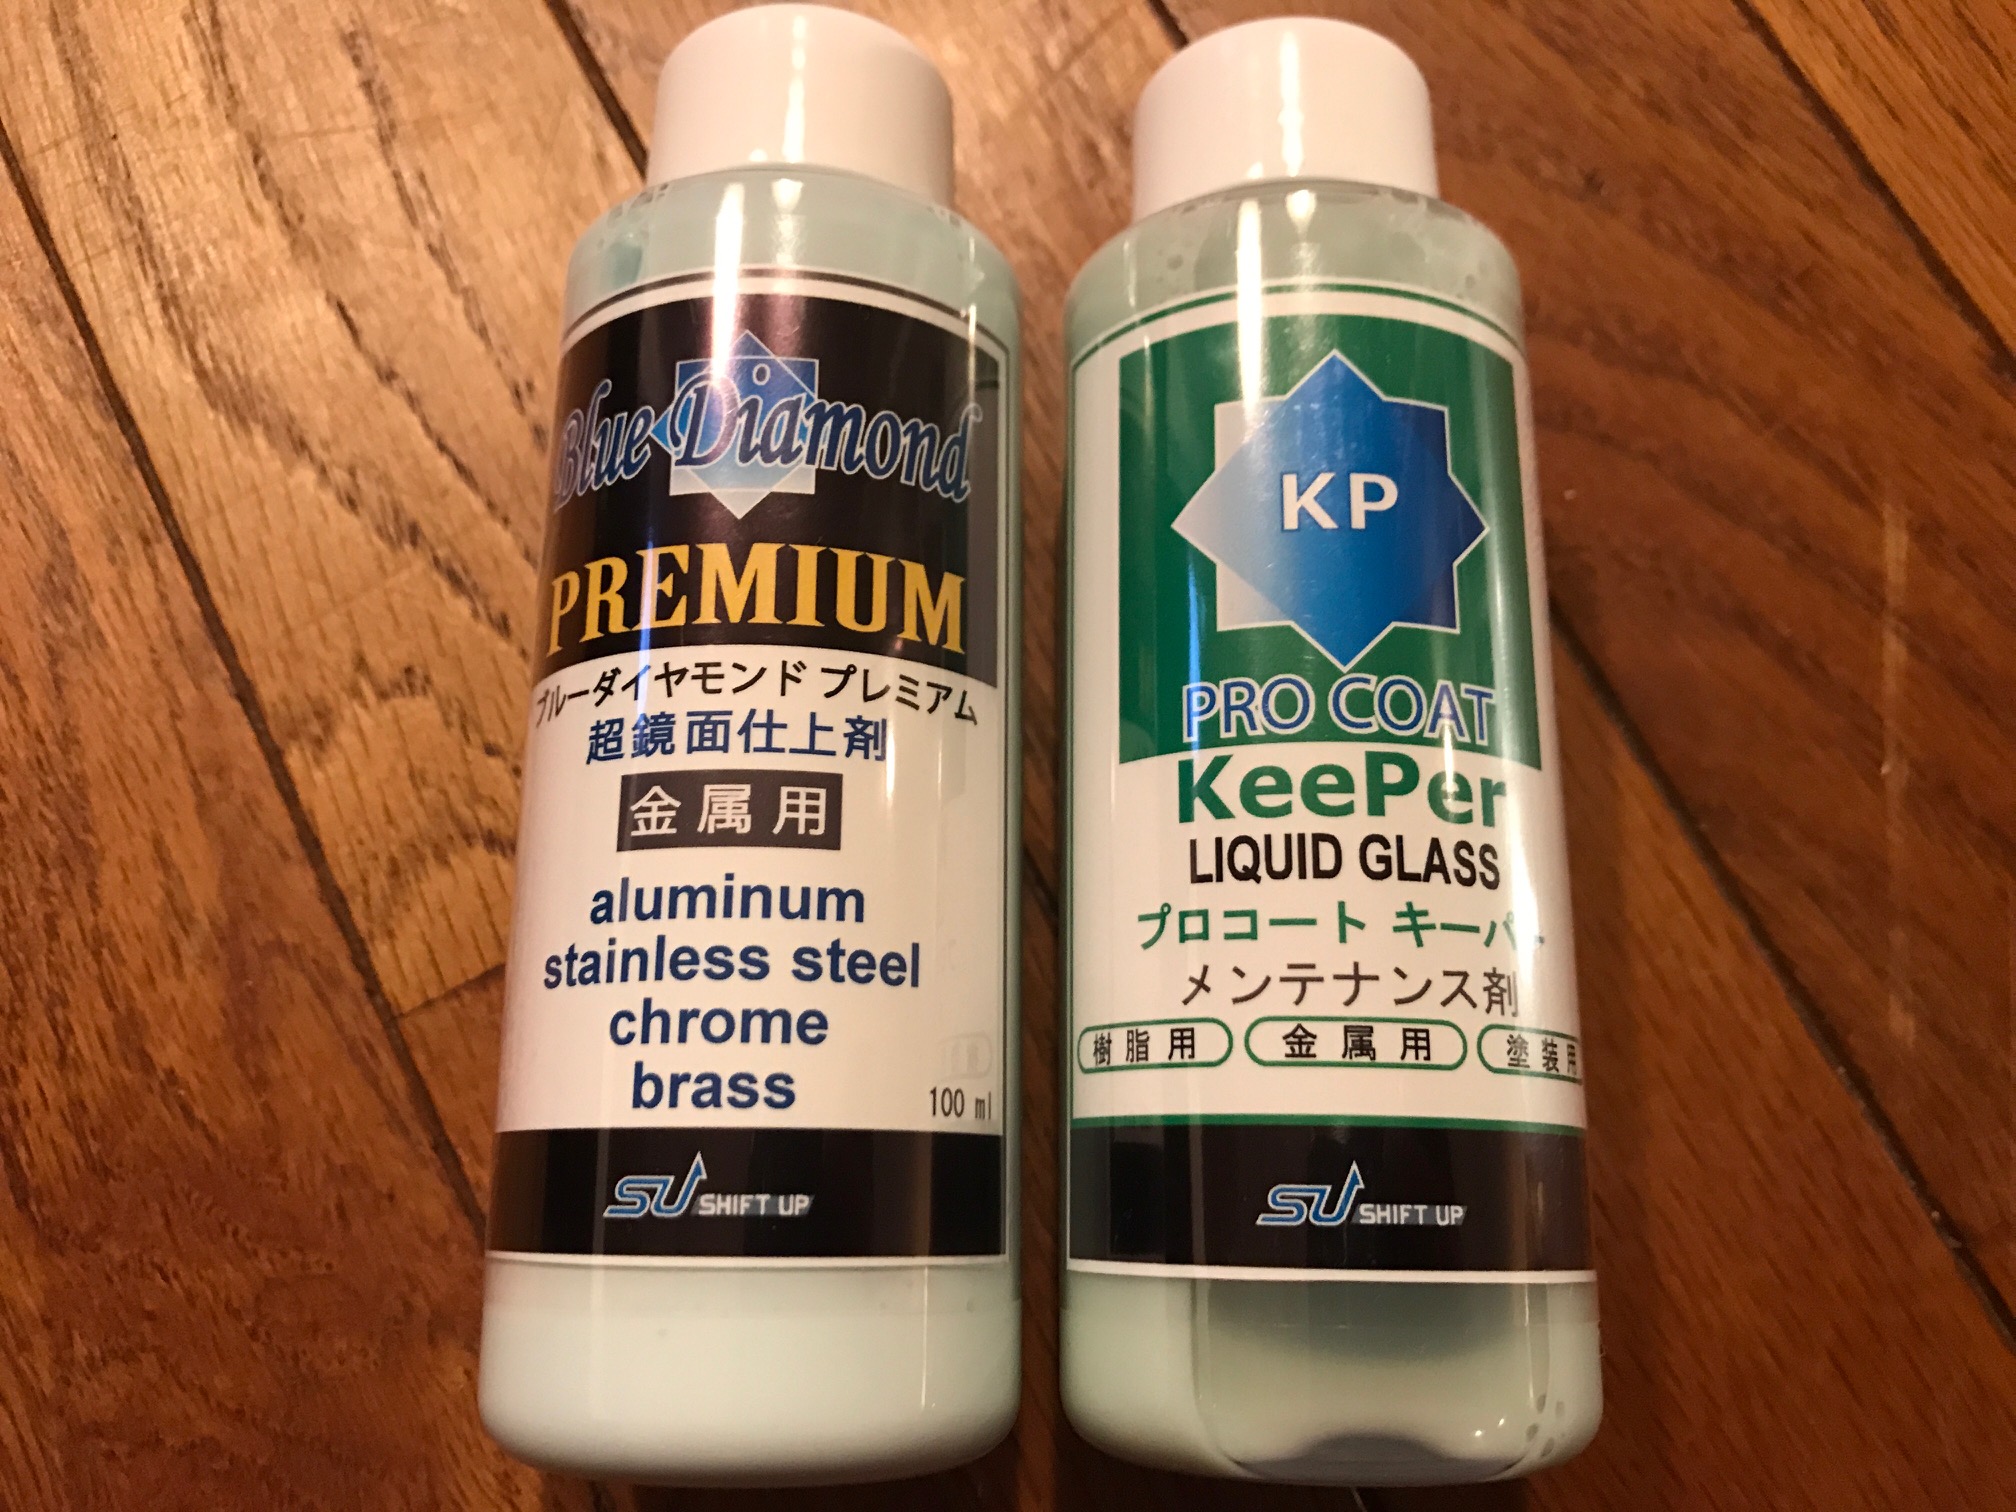 Blue Diamond
PREMIUM
ブルーダイヤモンド プレミアム
超鏡面仕上剤
金属用
aluminum
stainless steel
chrome
brass
100 ml
SU SHIFT UP
KP
PRO COAT
KeePer
LIQUID GLASS
プロコート キーパー
メンテナンス剤
樹脂用 金属用 塗装用
SU SHIFT UP